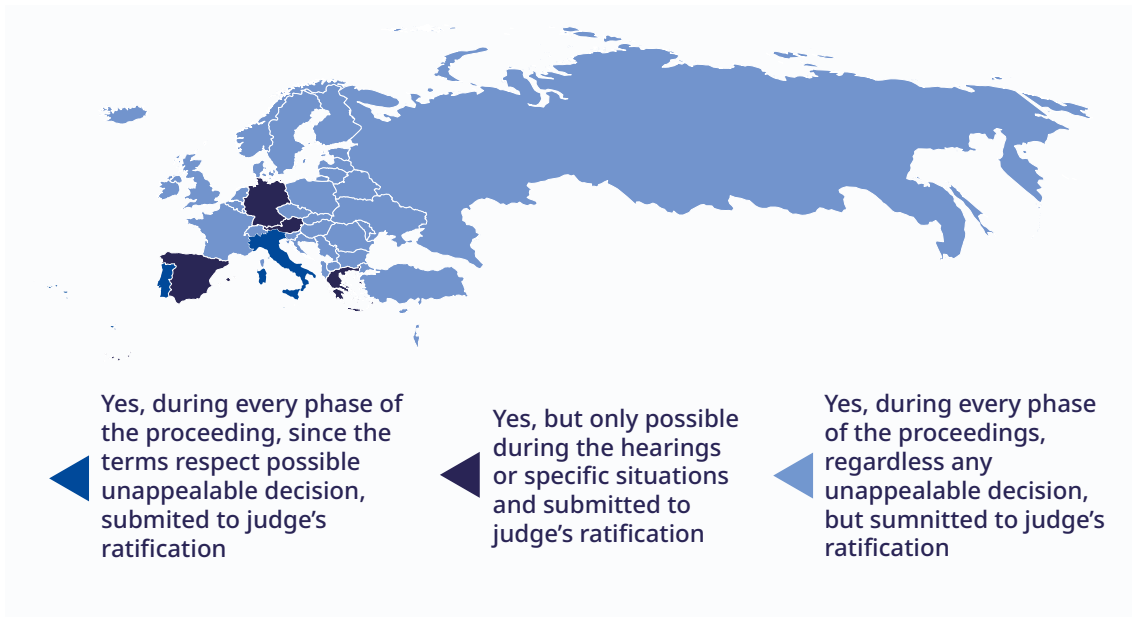 Yes, during every phase of
the proceeding, since the
terms respect possible
unappealable decision,
submited to judge’s
ratification
Yes, but only possible
during the hearings
or specific situations
and submitted to
judge’s ratification
Yes, during every phase
of the proceedings,
regardless any
unappealable decision,
but sumnitted to judge’s
ratification